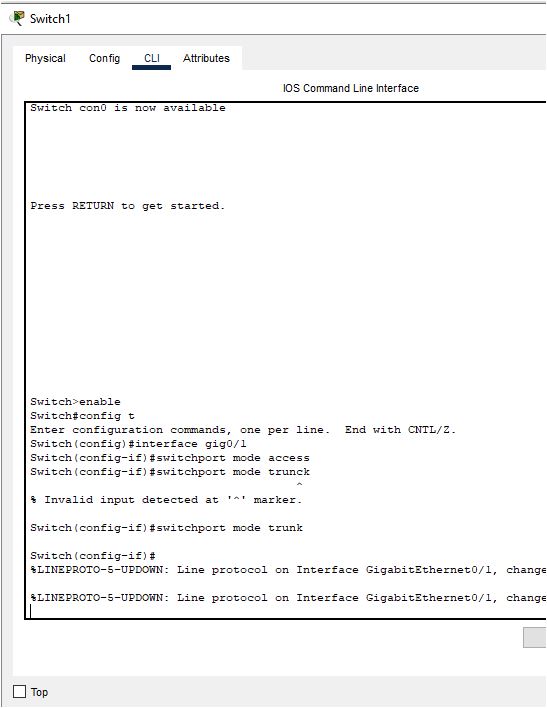 Switch1
Physical Config CLI Attributes
IOS Command Line Interface
Switch con0 is now available
Press RETURN to get started.
Switch>enable
Switch#config t
Enter configuration commands, one per line.  End with CNTL/Z.
Switch(config)#interface gig0/1
Switch(config-if)#switchport mode access
Switch(config-if)#switchport mode trunck
^
% Invalid input detected at '^' marker.
Switch(config-if)#switchport mode trunk
Switch(config-if)#
%LINEPROTO-5-UPDOWN: Line protocol on Interface GigabitEthernet0/1, change
%LINEPROTO-5-UPDOWN: Line protocol on Interface GigabitEthernet0/1, change
Top